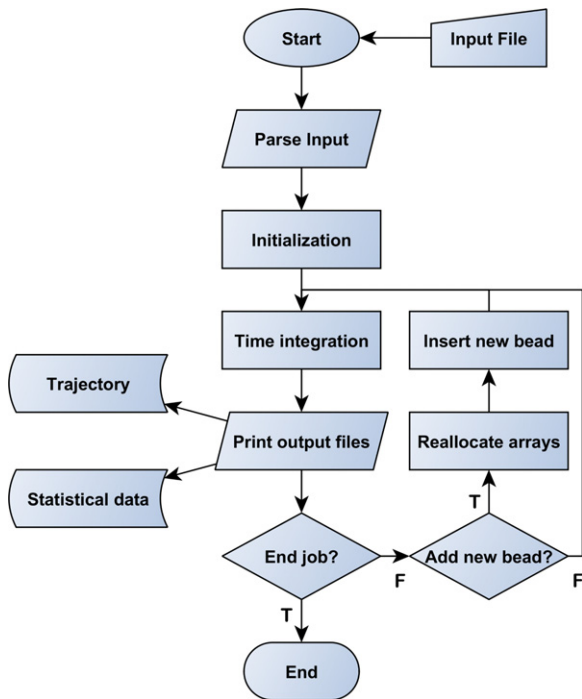 Start
Input File
Parse Input
Initialization
Time integration
Insert new bead
Trajectory
Print output files
Reallocate arrays
Statistical data
T
End job?
Add new bead?
F
F
T
End